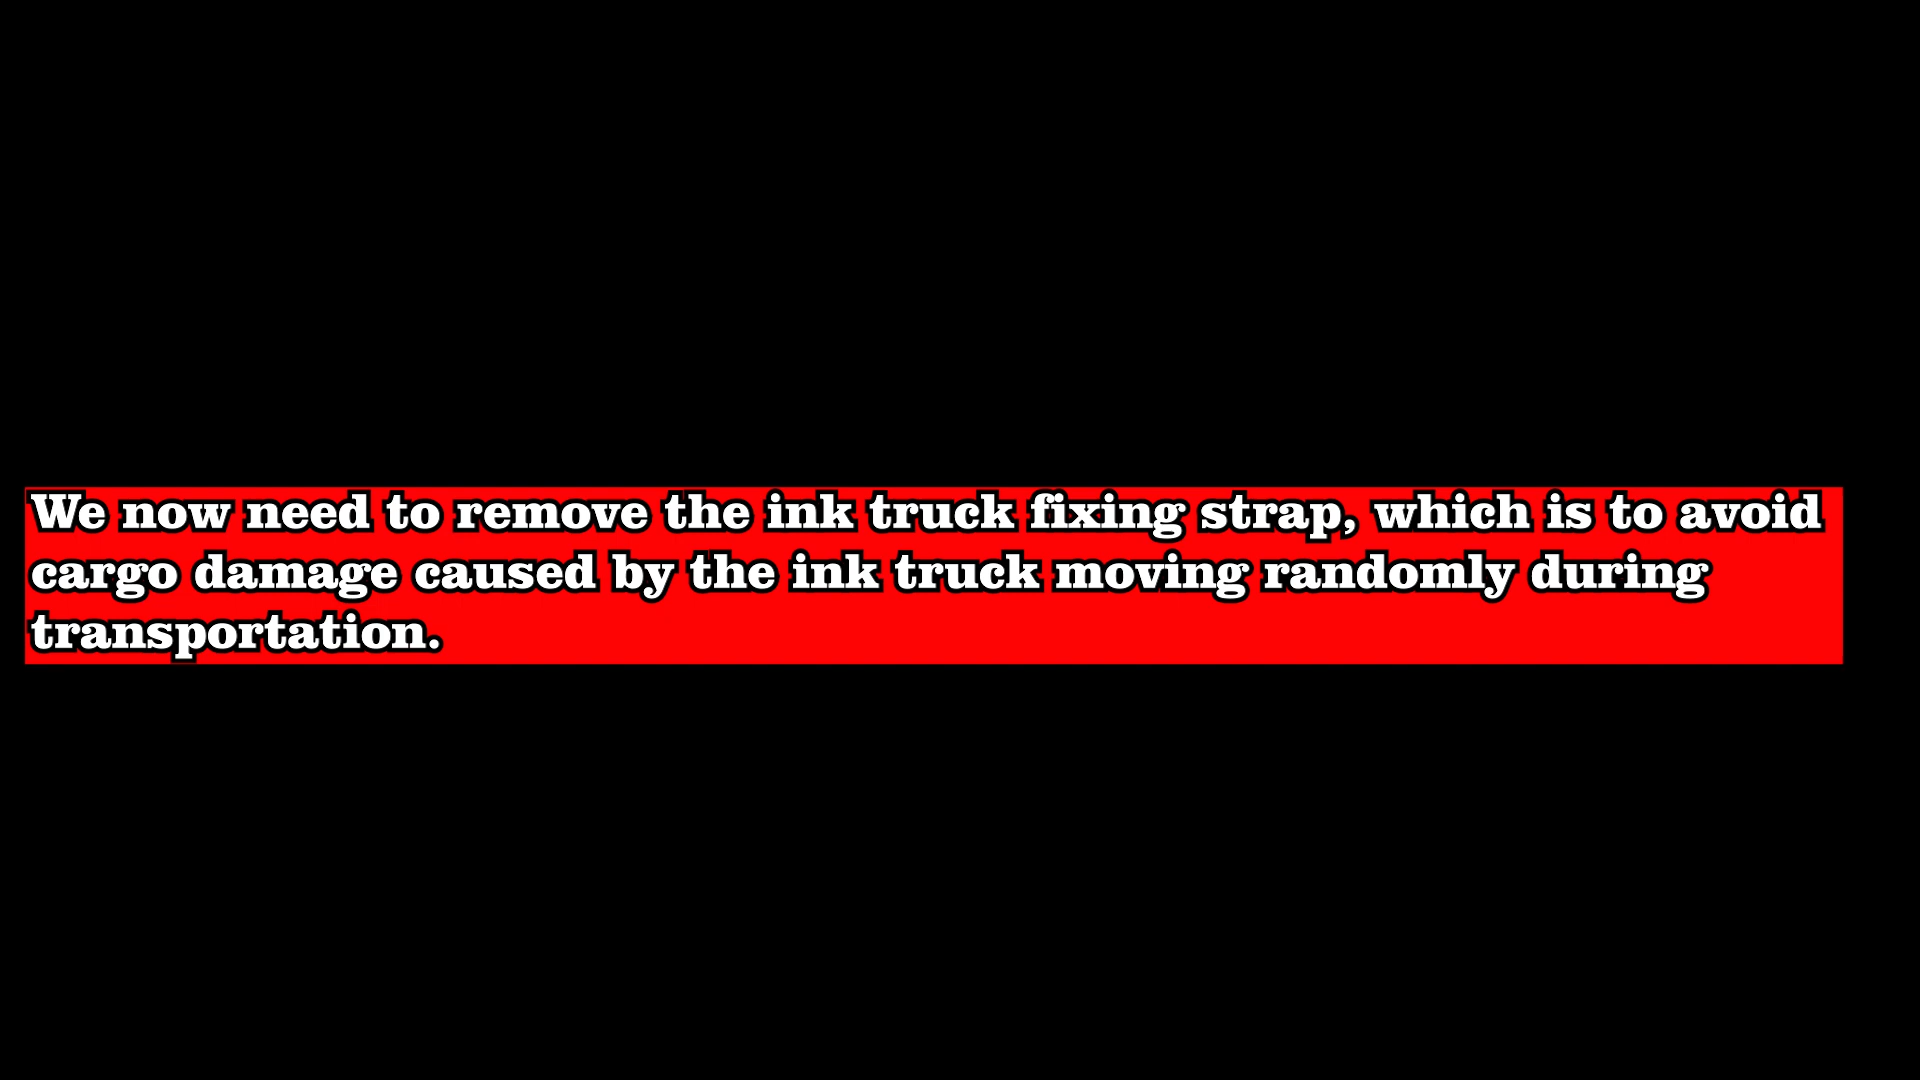 We now need to remove the ink truck fixing strap, which is to avoid
cargo damage caused by the ink truck moving randomly during
transportation.